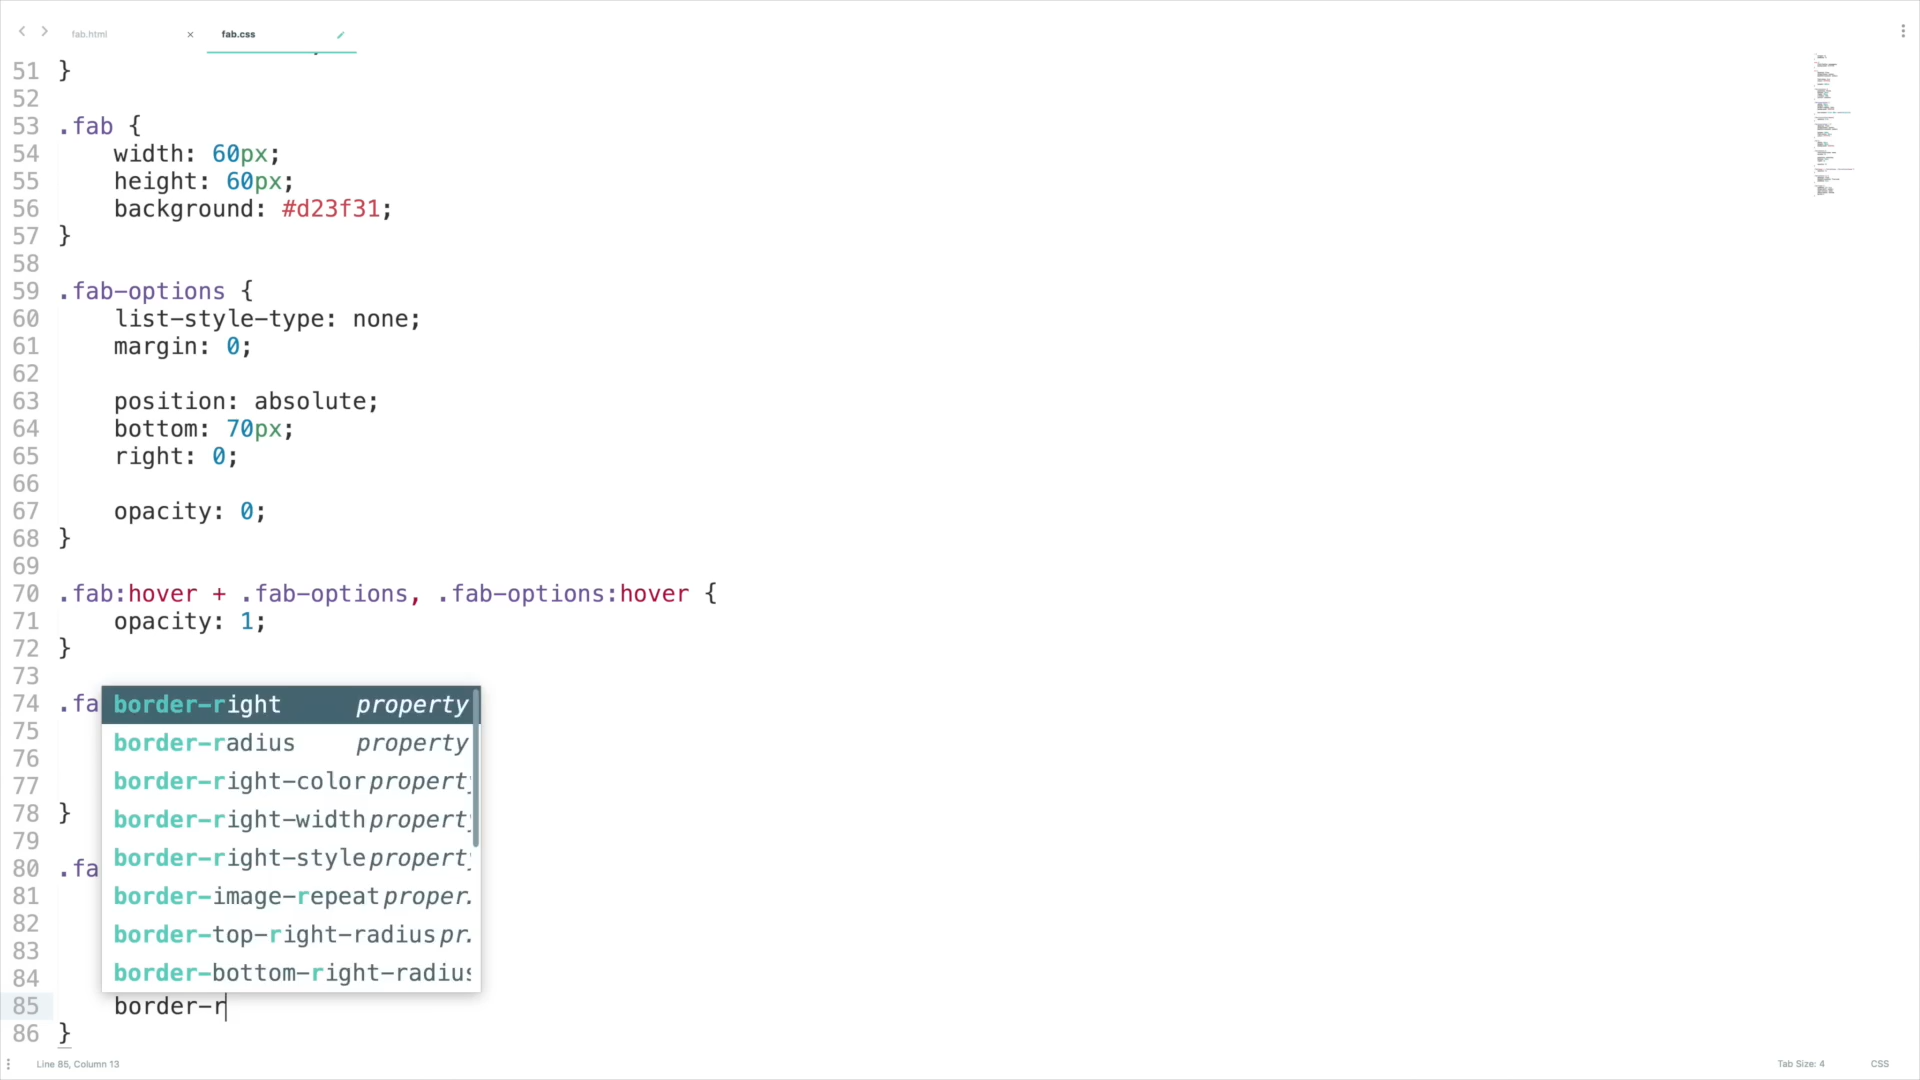 fab.html
fab.css
51 }
52
53 .fab {
54 width: 60px;
55 height: 60px;
56 background: #d23f31;
57 }
58
59 .fab-options {
60 list-style-type: none;
61 margin: 0;
62
63 position: absolute;
64 bottom: 70px;
65 right: 0;
66
67 opacity: 0;
68 }
69
70 .fab:hover + .fab-options, .fab-options:hover {
71 opacity: 1;
72 }
73
74 .fa
border-right property
75
border-radius property
76
border-right-color propert
77
78 }
border-right-width propert
79
border-right-style propert
80 .fa
81
border-image-repeat proper.
82
border-top-right-radius pr.
83
84
border-bottom-right-radius
85 border-r
86 }
Line 85, Column 13
Tab Size: 4
CSS